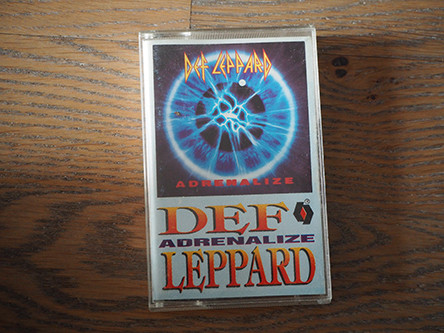 DEF LEPPARD
ADRENALIZE
DEF ®
ADRENALIZE
LEPPARD